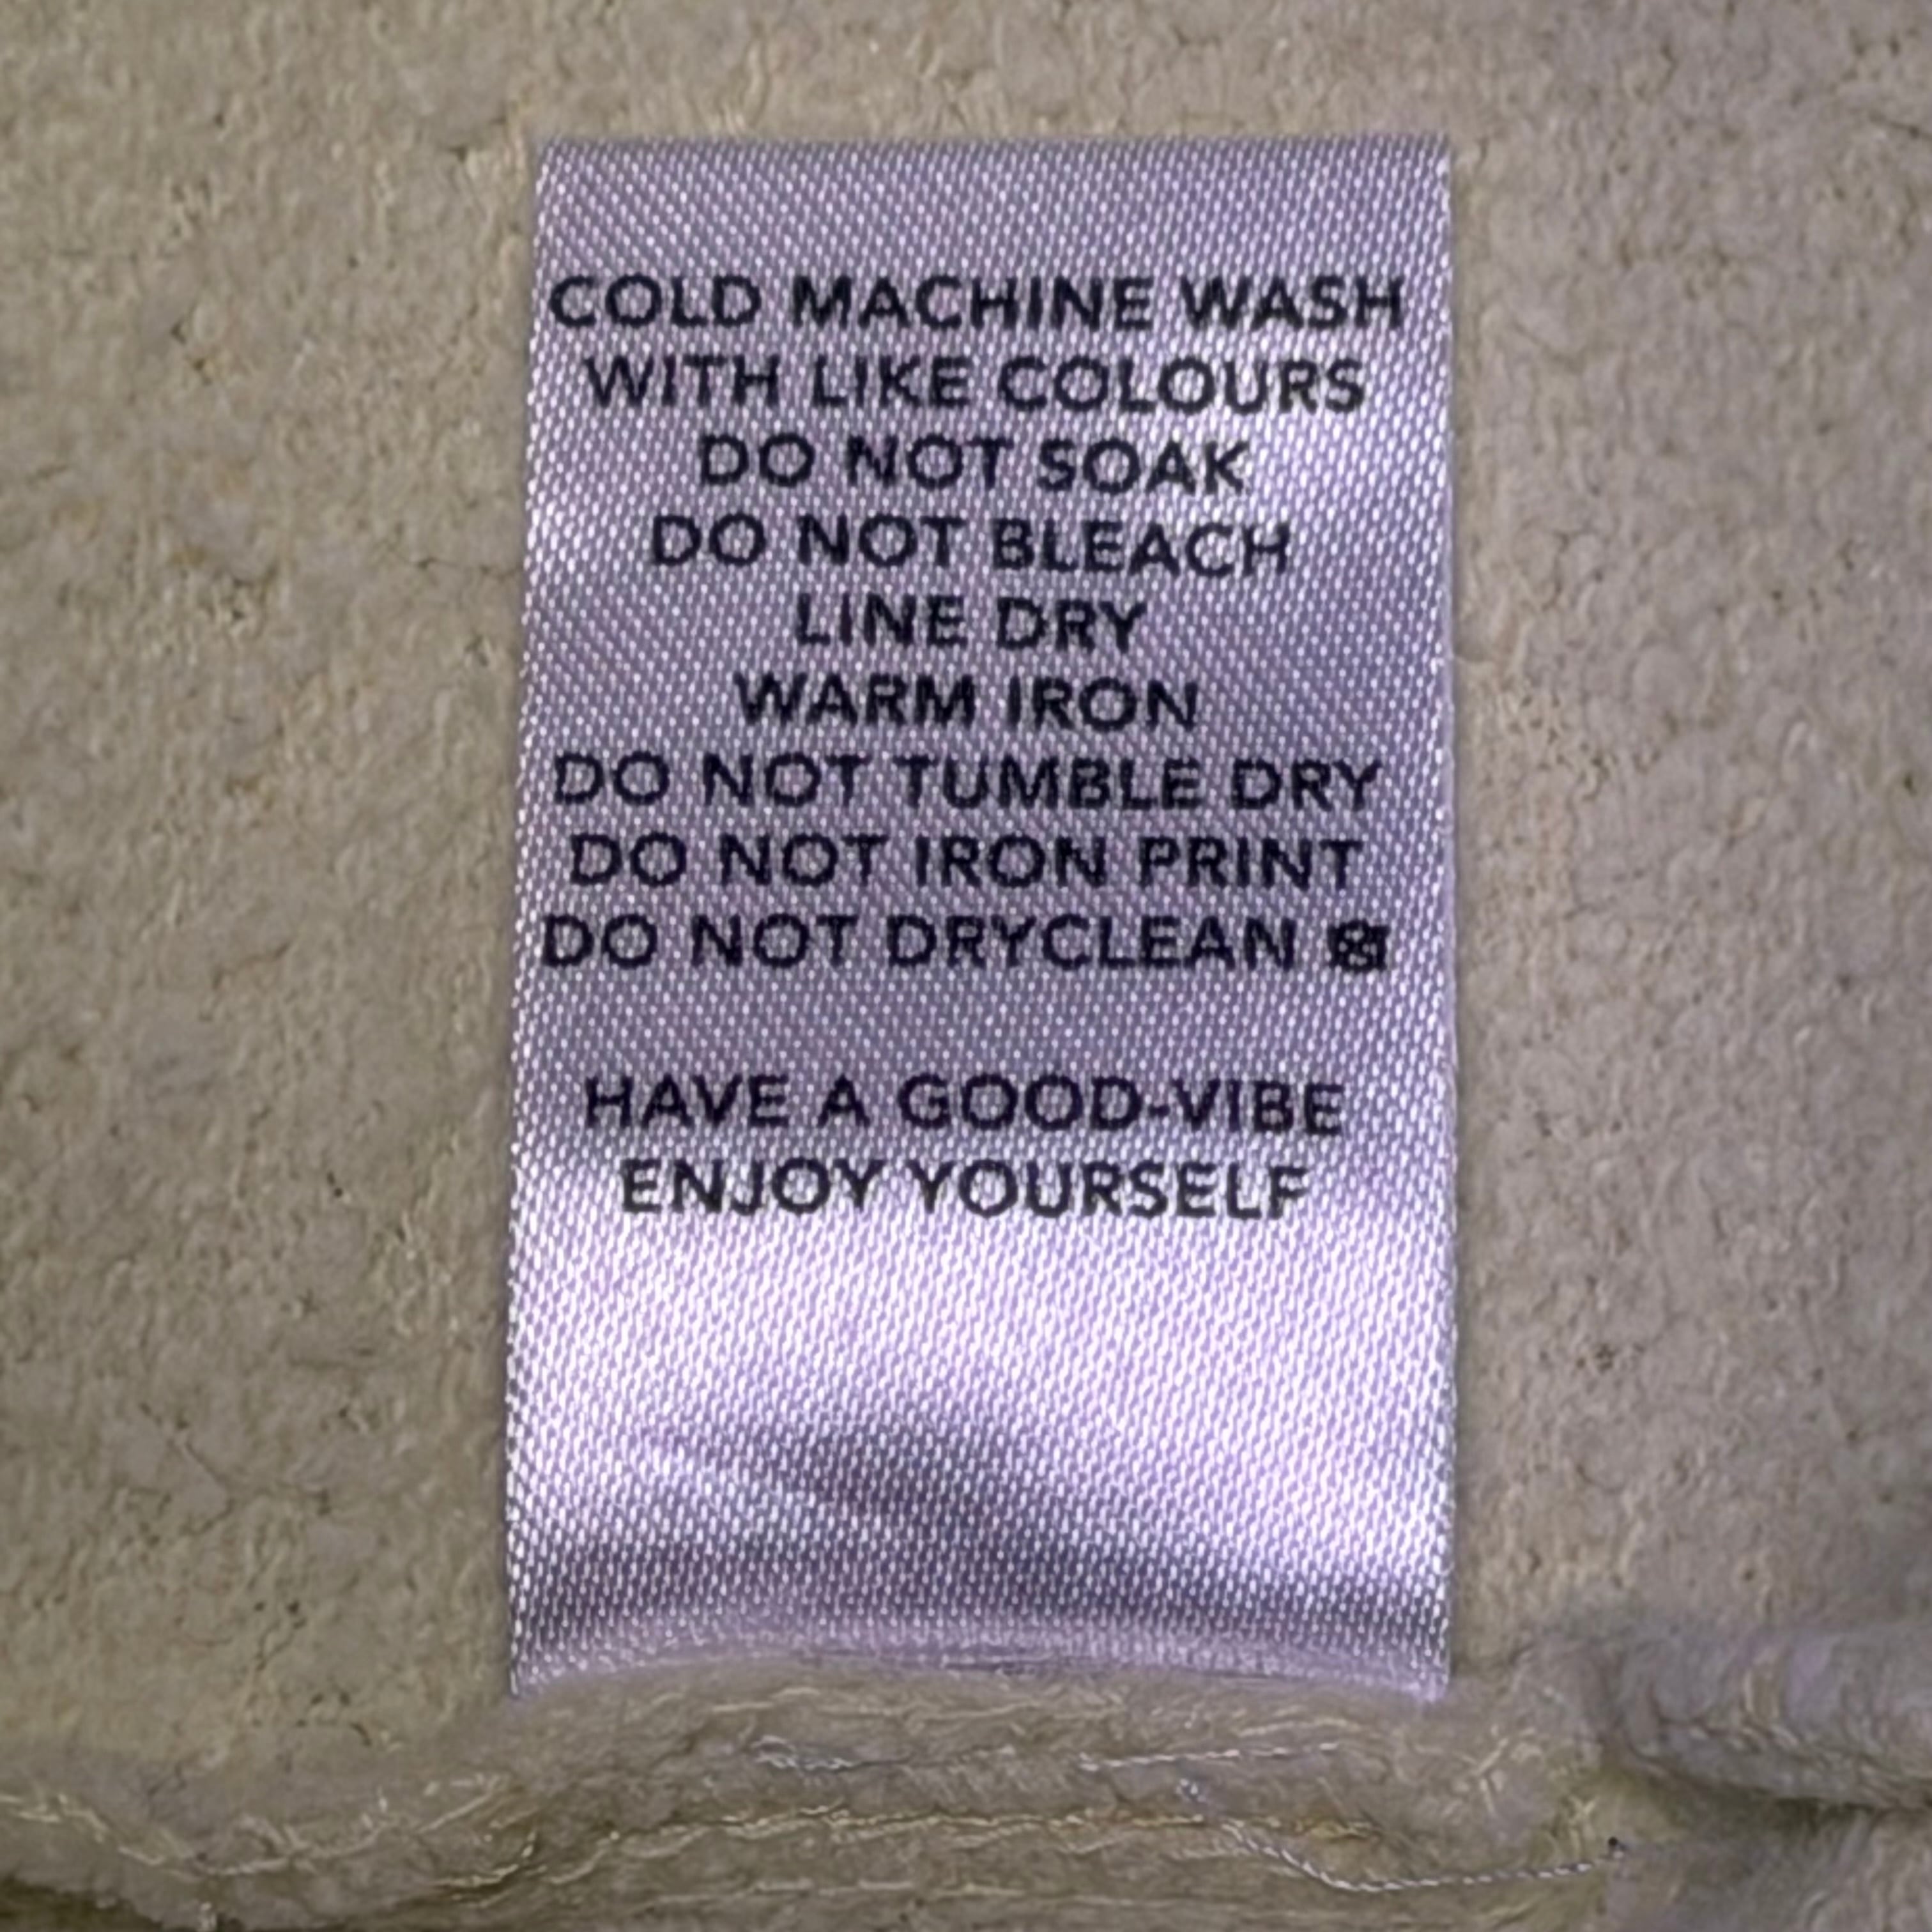 COLD MACHINE WASH
WITH LIKE COLOURS
DO NOT SOAK
DO NOT BLEACH
LINE DRY
WARM IRON
DO NOT TUMBLE DRY
DO NOT IRON PRINT
DO NOT DRYCLEAN
HAVE A GOOD-VIBE
ENJOY YOURSELF